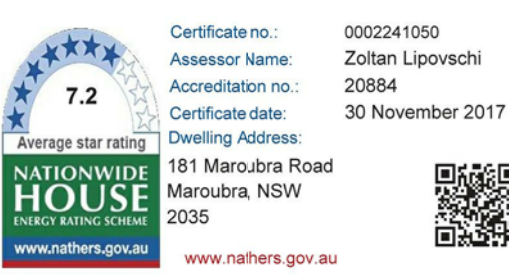 7.2
Average star rating
NATIONWIDE
HOUSE
ENERGY RATING SCHEME
www.nathers.gov.au
Certificate no.: 0002241050
Assessor Name: Zoltan Lipovschi
Accreditation no.: 20884
Certificate date: 30 November 2017
Dwelling Address:
181 Maroubra Road
Maroubra, NSW
2035
www.nathers.gov.au